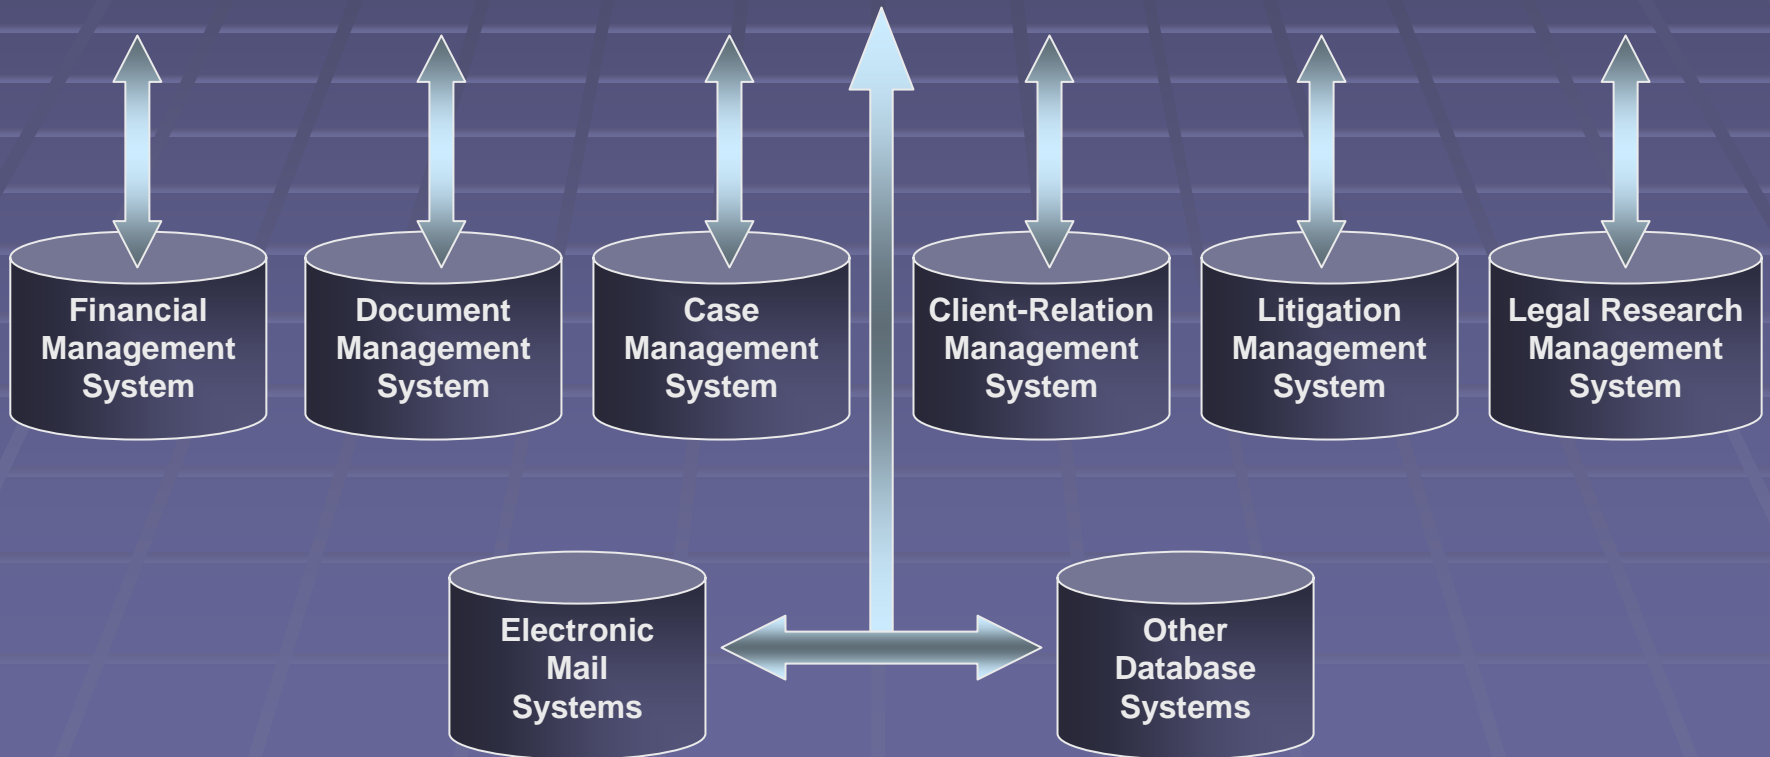 Financial
Management
System
Document
Management
System
Case
Management
System
Client-Relation
Management
System
Litigation
Management
System
Legal Research
Management
System
Electronic
Mail
Systems
Other
Database
Systems